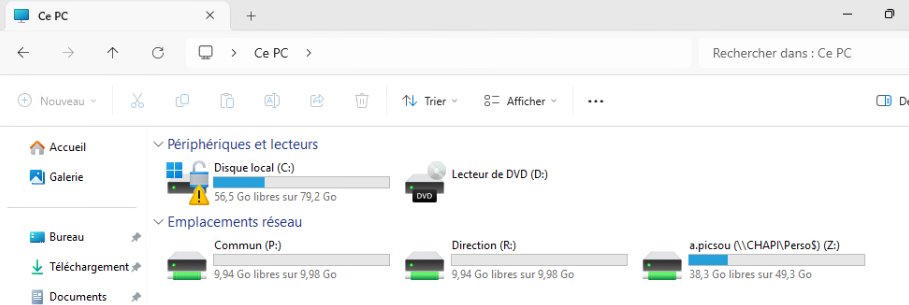 Ce PC
Ce PC
Rechercher dans : Ce PC
Nouveau
Trier
Afficher
Accueil
Galerie
Bureau
Téléchargement
Documents
Périphériques et lecteurs
Disque local (C:)
56,5 Go libres sur 79,2 Go
Lecteur de DVD (D:)
DVD
Emplacements réseau
Commun (P:)
9,94 Go libres sur 9,98 Go
Direction (R:)
9,94 Go libres sur 9,98 Go
a.picsou (\\CHAPI\Perso$) (Z:)
38,3 Go libres sur 49,3 Go